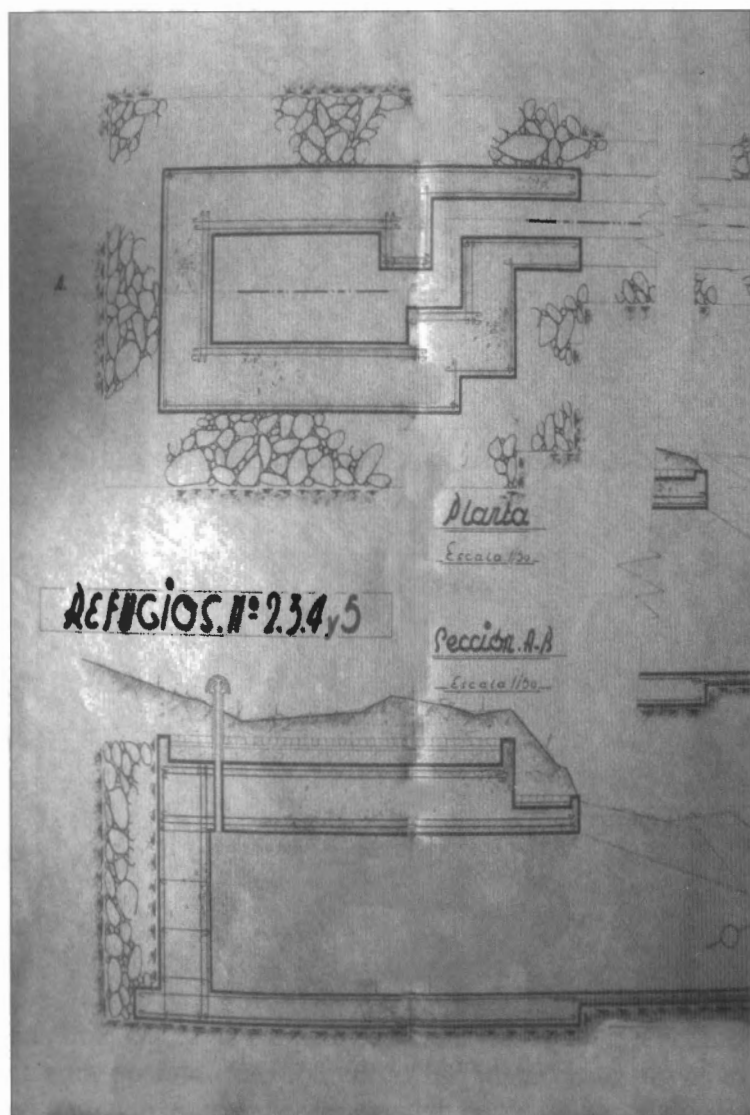 A.
Planta
Escala 1/50
REFUGIOS. Nº 2.3.4 y 5
Sección. A-B
Escala 1/50